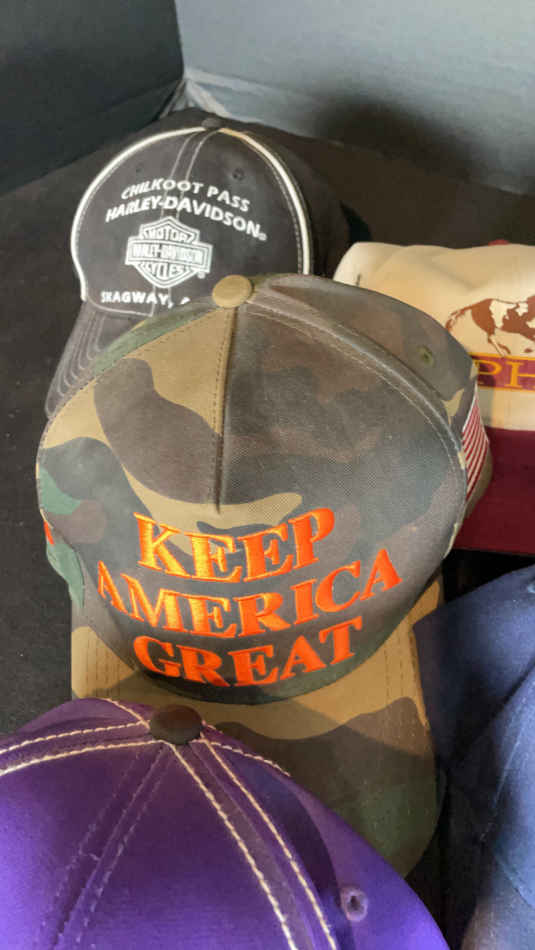 CHILKOOT PASS
HARLEY-DAVIDSON®
MOTOR
HARLEY-DAVIDSON
CYCLES
SKAGWAY,
KEEP
AMERICA
GREAT